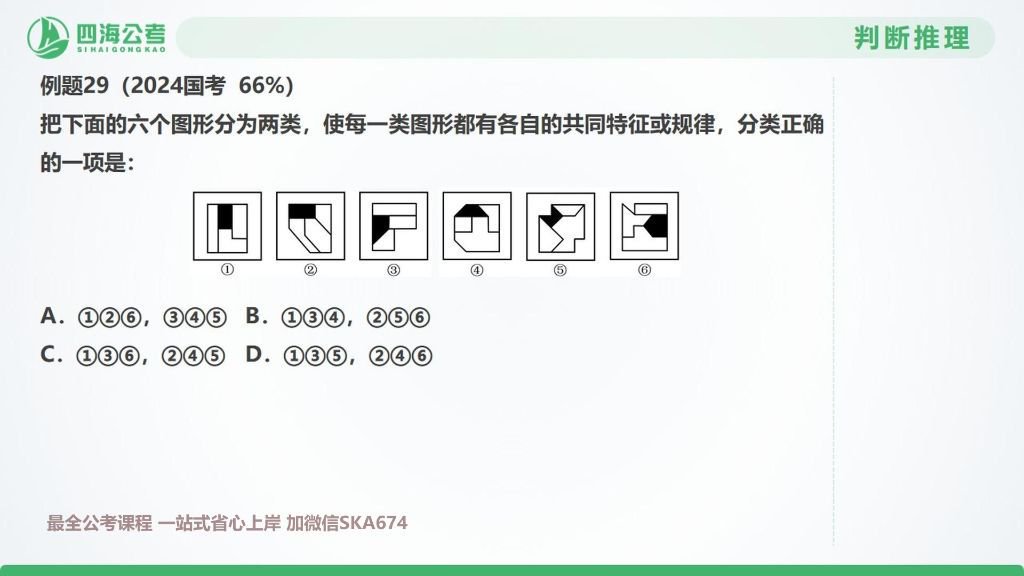 四海公考
SIHAIGONGKAO
判断推理
例题29（2024国考 66%）
把下面的六个图形分为两类，使每一类图形都有各自的共同特征或规律，分类正确
的一项是：
① ② ③ ④ ⑤ ⑥
A．①②⑥，③④⑤ B．①③④，②⑤⑥
C．①③⑥，②④⑤ D．①③⑤，②④⑥
最全公考课程 一站式省心上岸 加微信SKA674